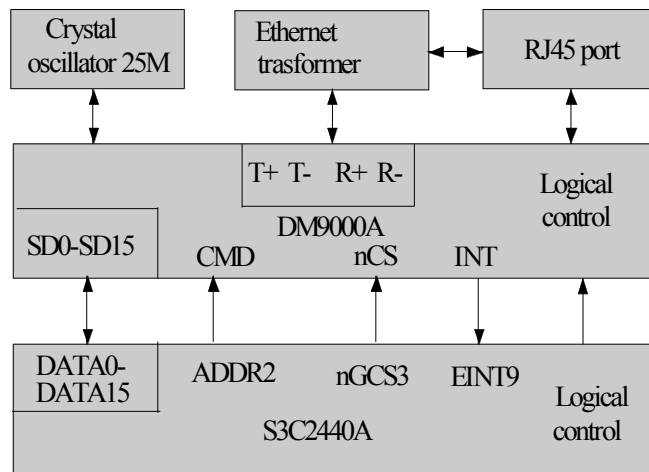 Crystal
oscillator 25M
Ethernet
trasformer
RJ45 port
T+ T- R+ R-
DM9000A
Logical
control
SD0-SD15
CMD
nCS
INT
DATA0-
DATA15
ADDR2
nGCS3
EINT9
Logical
control
S3C2440A